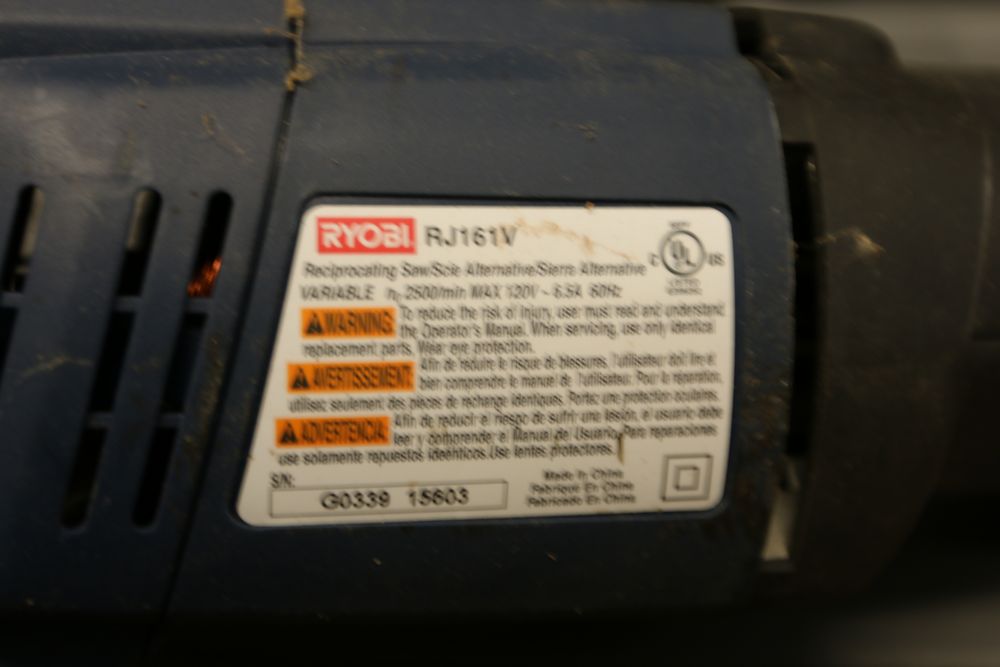 RYOBI RJ161V
Reciprocating Saw/Scie Alternative/Sierra Alternative
VARIABLE n₀ 2500/min MAX 120V ~ 6.5A 60Hz
C UL US
LISTED
WARNING To reduce the risk of injury, user must read and understand
the Operator's Manual. When servicing, use only identical
replacement parts. Wear eye protection.
AVERTISSEMENT Afin de réduire le risque de blessures, l'utilisateur doit lire et
bien comprendre le manuel de l'utilisateur. Pour la réparation,
utilisez seulement des pièces de rechange identiques. Portez une protection oculaire.
ADVERTENCIA Afin de reducir el riesgo de sufrir una lesión, el usuario debe
leer y comprender el Manual de Usuario. Para reparaciones
use solamente repuestos idéénticos. Use lentes protectores.
S/N:
G0339 15603
Made in China
Fabriqué En Chine
Fabricado En China